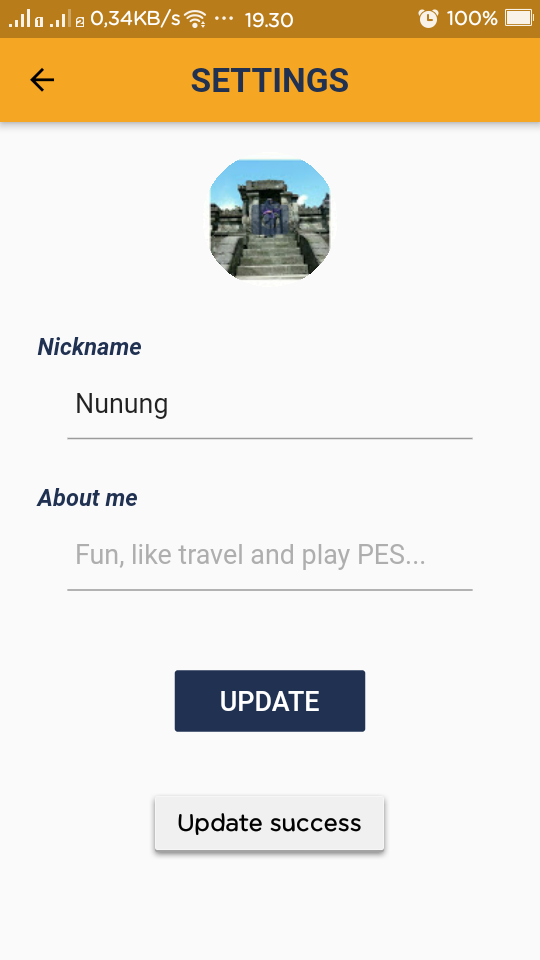 0,34KB/s ... 19.30 100%
SETTINGS
Nickname
Nunung
About me
Fun, like travel and play PES...
UPDATE
Update success